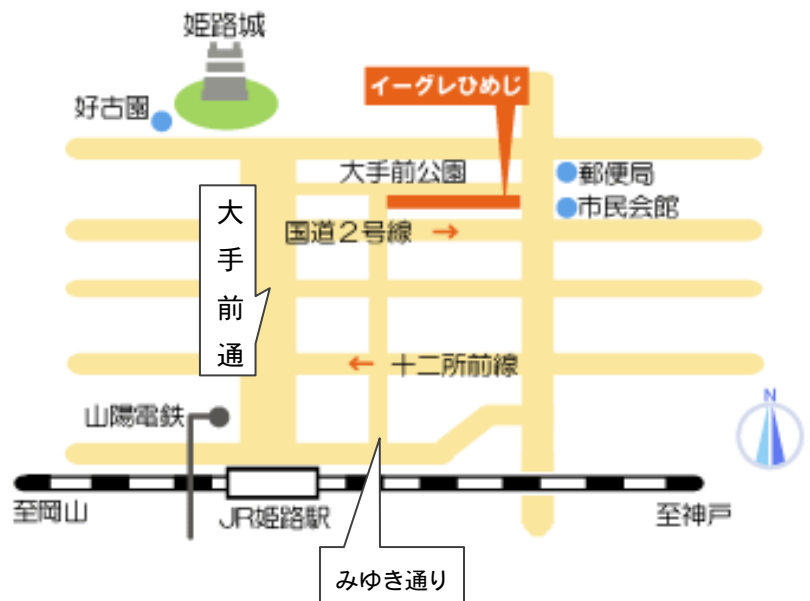 姫路城
イーグレひめじ
好古園
大手前公園
郵便局
市民会館
大手前通
国道2号線 →
← 十二所前線
山陽電鉄
N
至岡山
JR姫路駅
至神戸
みゆき通り